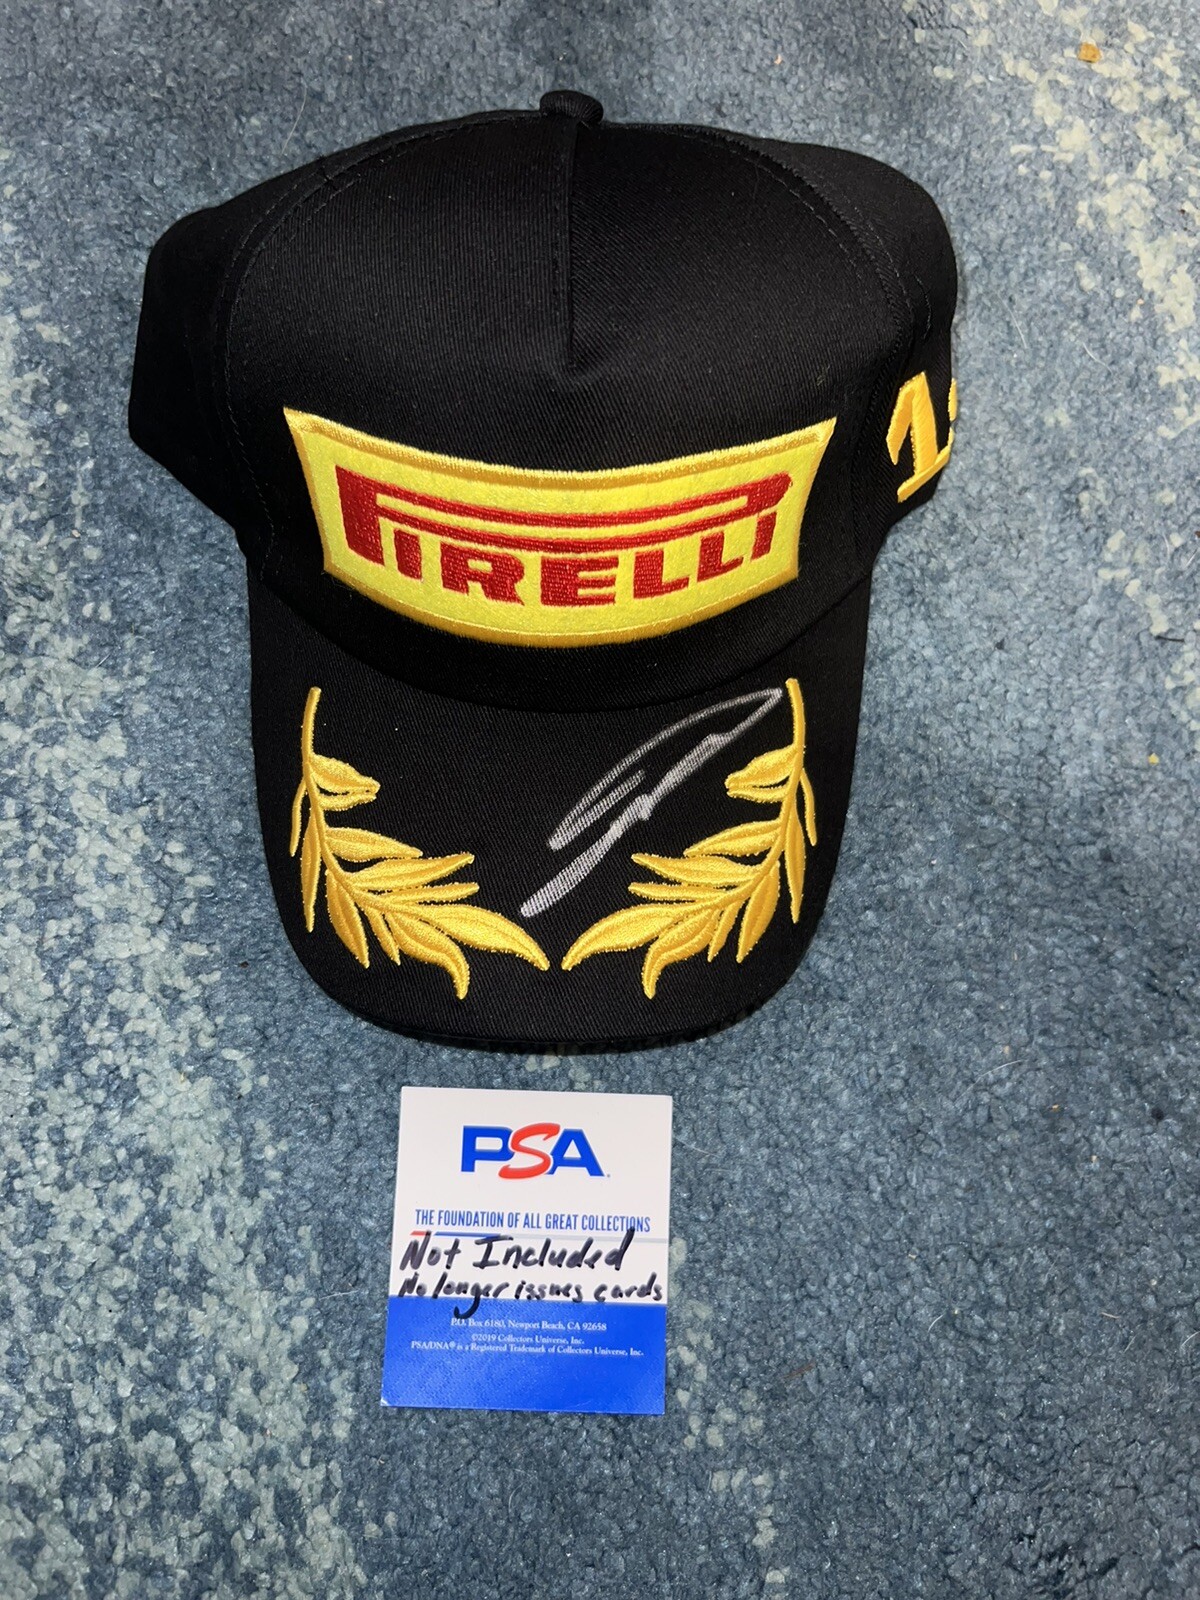 PIRELLI
1
PSA
THE FOUNDATION OF ALL GREAT COLLECTIONS
Not Included
No longer issues cards
P.O. Box 6180, Newport Beach, CA 92658
©2019 Collectors Universe, Inc.
PSA/DNA® is a Registered Trademark of Collectors Universe, Inc.